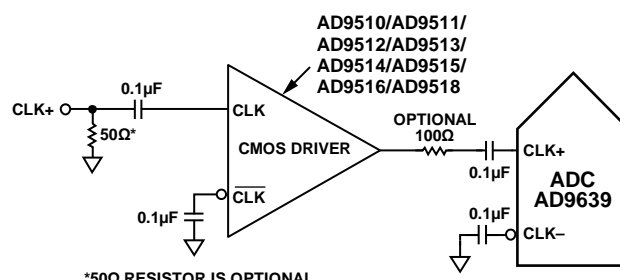 AD9510/AD9511/
AD9512/AD9513/
AD9514/AD9515/
AD9516/AD9518
0.1µF
CLK+
CLK
50Ω*
OPTIONAL
100Ω
CMOS DRIVER
CLK+
0.1µF
ADC
AD9639
CLK
0.1µF
0.1µF
CLK–
*50Ω RESISTOR IS OPTIONAL